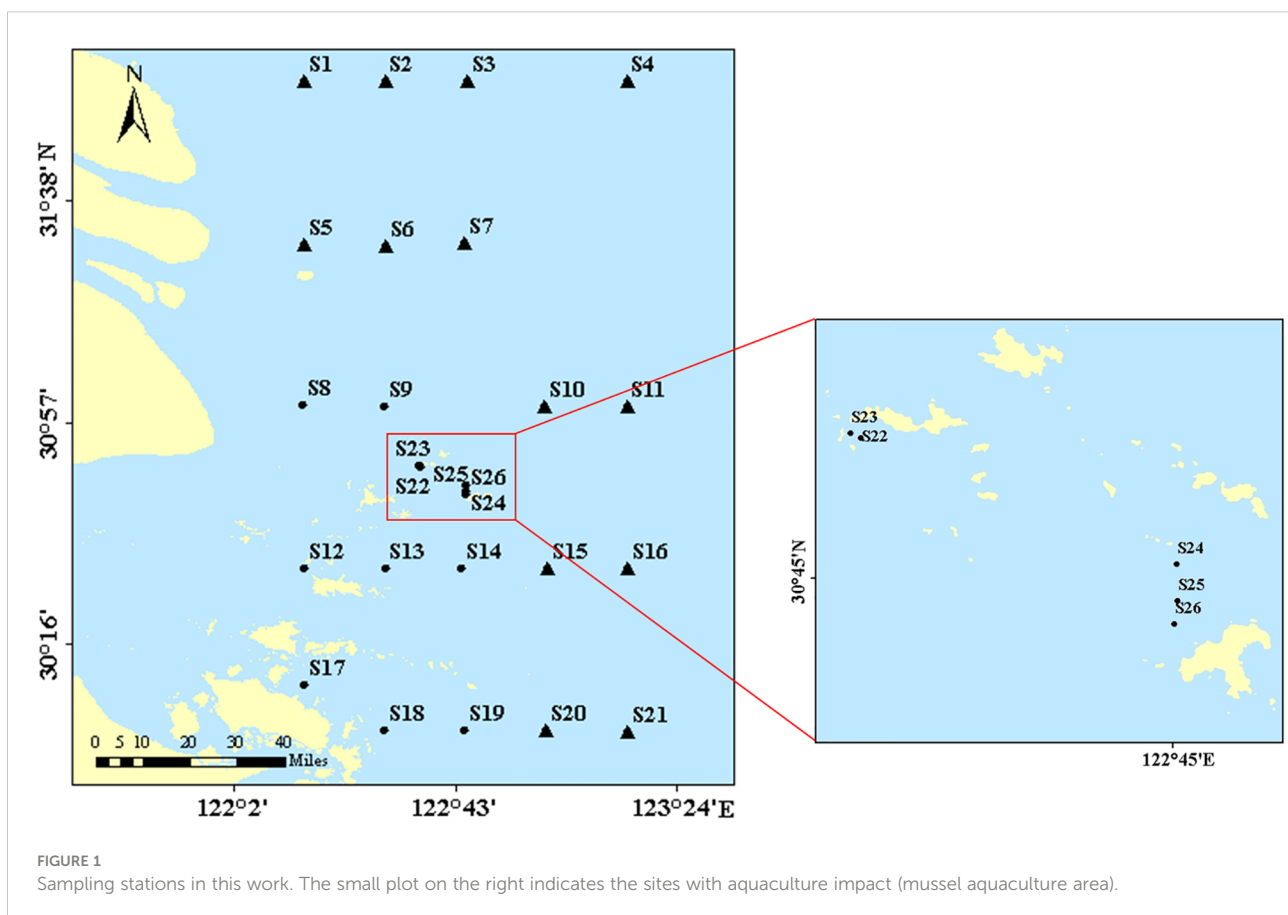 N
S1 S2 S3 S4
31°38' N
S5 S6 S7
S8 S9 S10 S11
30°57'
S23
S25 S26
S22 S24
S12 S13 S14 S15 S16
30°16'
S17
S18 S19 S20 S21
0 5 10 20 30 40
Miles
122°2' 122°43' 123°24'E
S23
S22
30°45'N
S24
S25
S26
122°45'E
FIGURE 1
Sampling stations in this work. The small plot on the right indicates the sites with aquaculture impact (mussel aquaculture area).